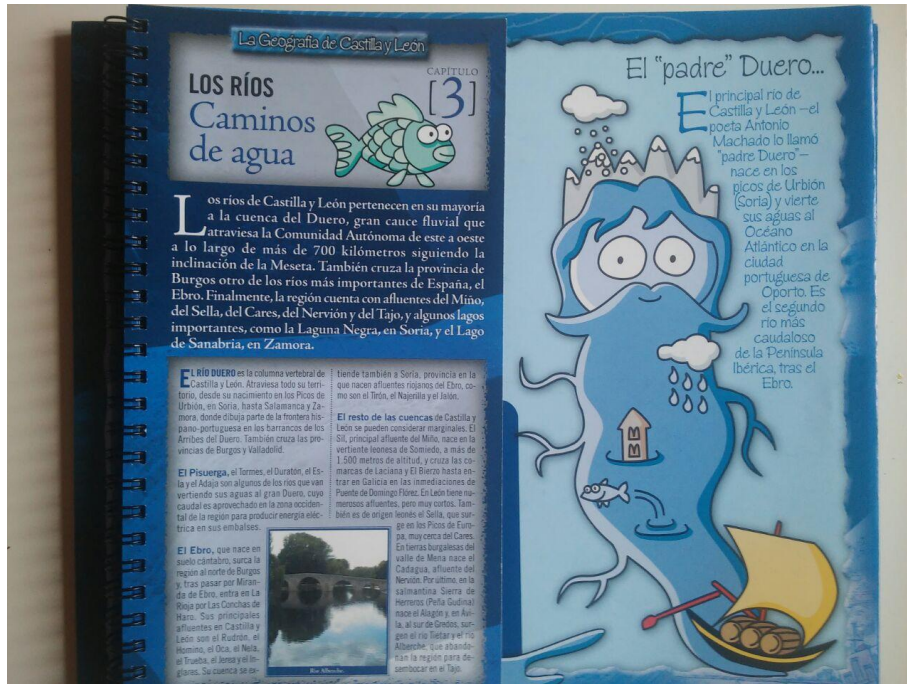 La Geografía de Castilla y León
CAPÍTULO
[3]
LOS RÍOS
Caminos
de agua
Los ríos de Castilla y León pertenecen en su mayoría
a la cuenca del Duero, gran cauce fluvial que
atraviesa la Comunidad Autónoma de este a oeste
a lo largo de más de 700 kilómetros siguiendo la
inclinación de la Meseta. También cruza la provincia de
Burgos otro de los ríos más importantes de España, el
Ebro. Finalmente, la región cuenta con afluentes del Miño,
del Sella, del Cares, del Nervión y del Tajo, y algunos lagos
importantes, como la Laguna Negra, en Soria, y el Lago
de Sanabria, en Zamora.
EL RÍO DUERO es la columna vertebral de
Castilla y León. Atraviesa todo su terri-
torio, desde su nacimiento en los Picos de
Urbión, en Soria, hasta Salamanca y Za-
mora, donde dibuja parte de la frontera his-
pano-portuguesa en los barrancos de los
Arribes del Duero. También cruza las pro-
vincias de Burgos y Valladolid.
El Pisuerga, el Tormes, el Duratón, el Es-
la y el Adaja son algunos de los ríos que van
vertiendo sus aguas al gran Duero, cuyo
caudal es aprovechado en la zona occiden-
tal de la región para producir energía eléc-
trica en sus embalses.
El Ebro, que nace en
suelo cántabro, surca la
región al norte de Burgos
y, tras pasar por Miran-
da de Ebro, entra en La
Rioja por Las Conchas de
Haro. Sus principales
afluentes en Castilla y
León son el Rudrón, el
Homino, el Oca, el Nela,
el Trueba, el Jerea y el In-
glares. Su cuenca se ex-
tiende también a Soria, provincia en la
que nacen afluentes riojanos del Ebro, co-
mo son el Tirón, el Najerilla y el Jalón.
El resto de las cuencas de Castilla y
León se pueden considerar marginales. El
Sil, principal afluente del Miño, nace en la
vertiente leonesa de Somiedo, a más de
1.500 metros de altitud, y cruza las co-
marcas de Laciana y El Bierzo hasta en-
trar en Galicia en las inmediaciones de
Puente de Domingo Flórez. En León tiene nu-
merosos afluentes, pero muy cortos. Tam-
bién es de origen leonés el Sella, que sur-
ge en los Picos de Euro-
pa, muy cerca del Cares.
En tierras burgalesas del
valle de Mena nace el
Cadagua, afluente del
Nervión. Por último, en la
salmantina Sierra de
Herreros (Peña Gudina)
nace el Alagón y, en Ávi-
la, al sur de Gredos, sur-
gen el río Tiétar y el río
Alberche, que abando-
nan la región para de-
sembocar en el Tajo.
Río Alberche.
El "padre" Duero...
El principal río de
Castilla y León –el
poeta Antonio
Machado lo llamó
"padre Duero"–
nace en los
picos de Urbión
(Soria) y vierte
sus aguas al
Océano
Atlántico en la
ciudad
portuguesa de
Oporto. Es
el segundo
río más
caudaloso
de la Península
Ibérica, tras el
Ebro.